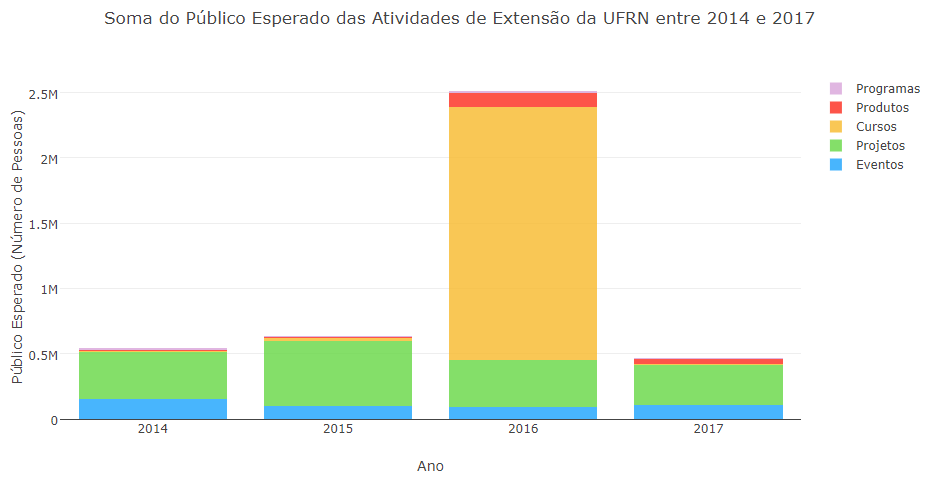 Soma do Público Esperado das Atividades de Extensão da UFRN entre 2014 e 2017
Público Esperado (Número de Pessoas)
2.5M
2M
1.5M
1M
0.5M
0
2014
2015
2016
2017
Ano
Programas
Produtos
Cursos
Projetos
Eventos